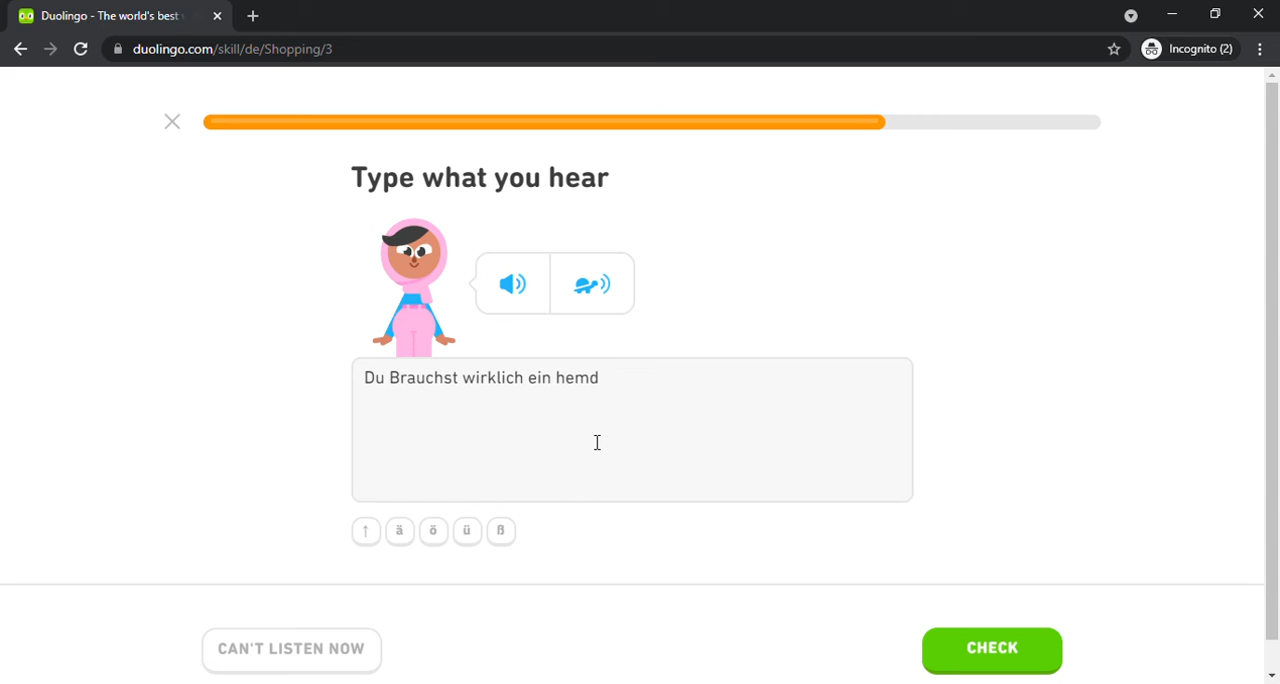 Duolingo - The world's best
duolingo.com/skill/de/Shopping/3
Incognito (2)
Type what you hear
Du Brauchst wirklich ein hemd
↑ ä ö ü ß
CAN'T LISTEN NOW
CHECK